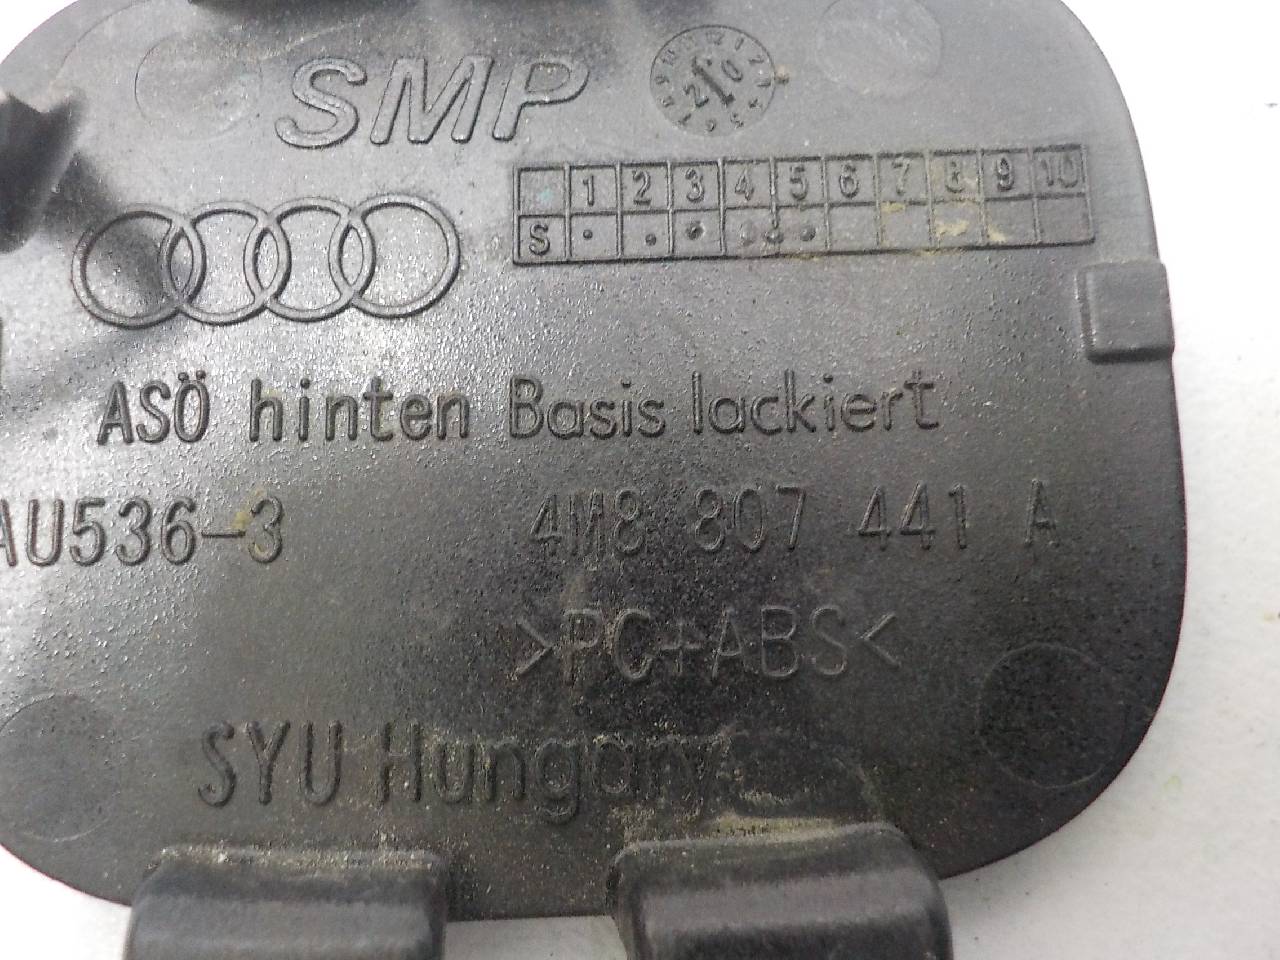 SMP
1 2 3 4 5 6 7 8 9 10
S
ASÖ hinten Basis lackiert
AU536-3 4M8 807 441 A
>PC+ABS<
SYU Hungary